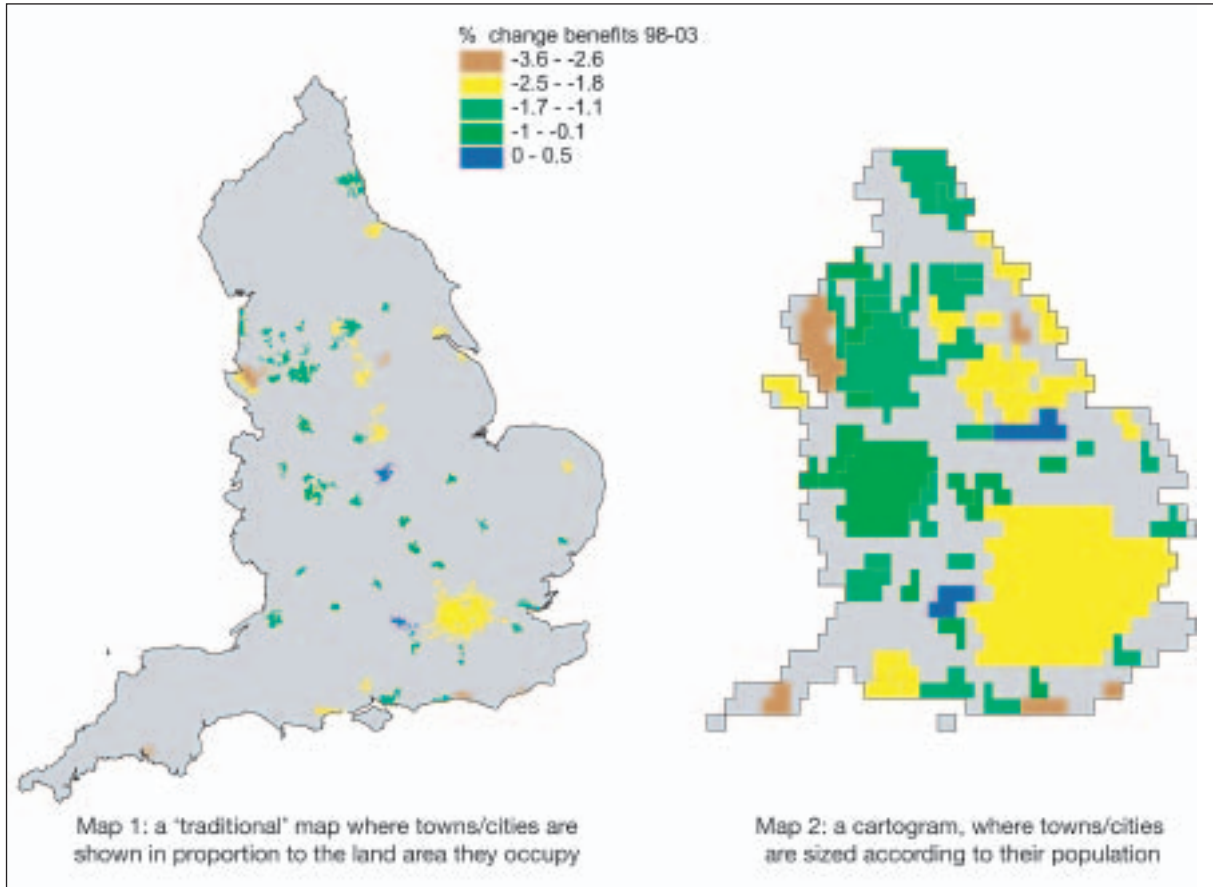 % change benefits 98-03
-3.6 - -2.6
-2.5 - -1.8
-1.7 - -1.1
-1 - -0.1
0 - 0.5
Map 1: a 'traditional' map where towns/cities are
shown in proportion to the land area they occupy
Map 2: a cartogram, where towns/cities
are sized according to their population